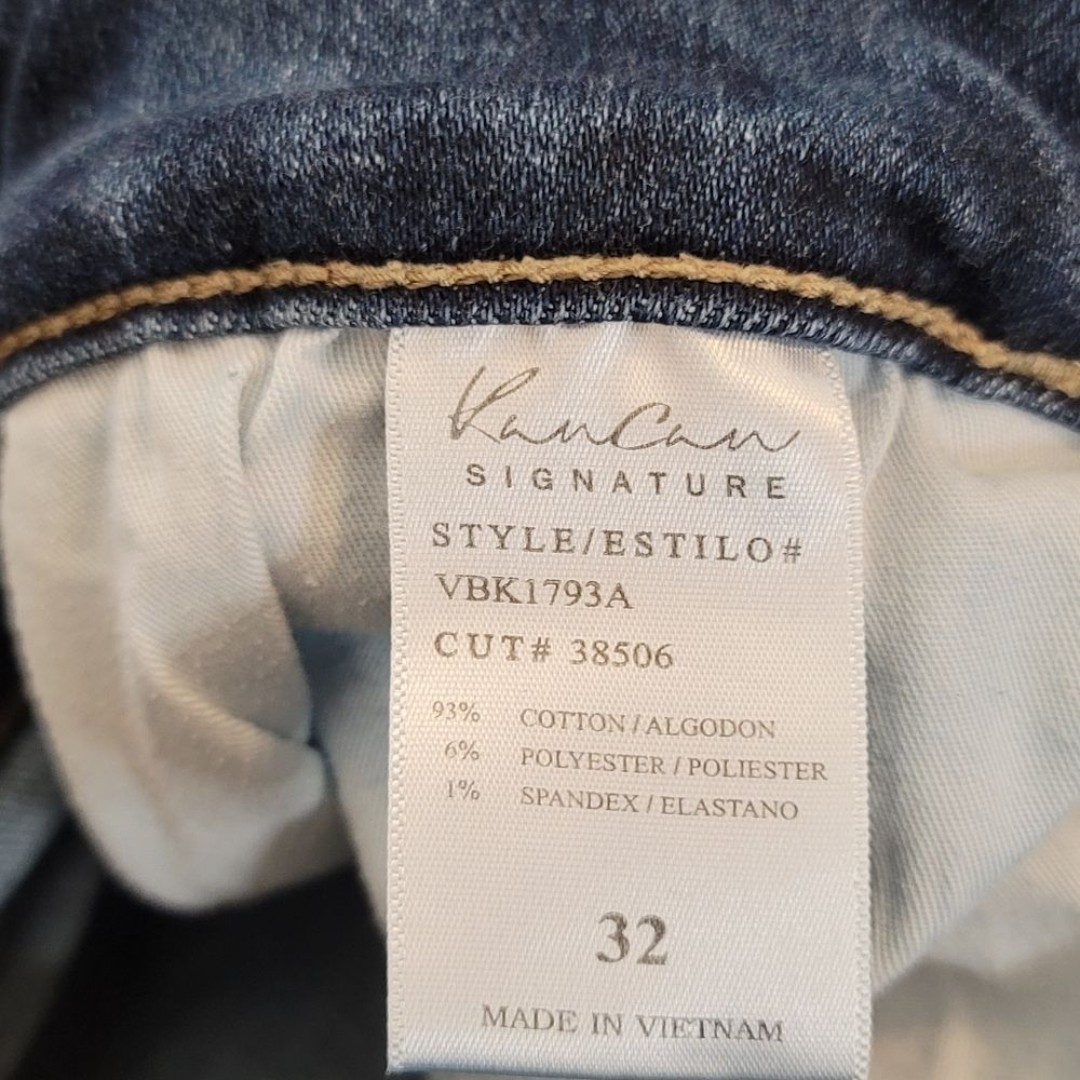 KanCan
SIGNATURE
STYLE/ESTILO#
VBK1793A
CUT# 38506
93% COTTON / ALGODON
6% POLYESTER / POLIESTER
1% SPANDEX / ELASTANO
32
MADE IN VIETNAM